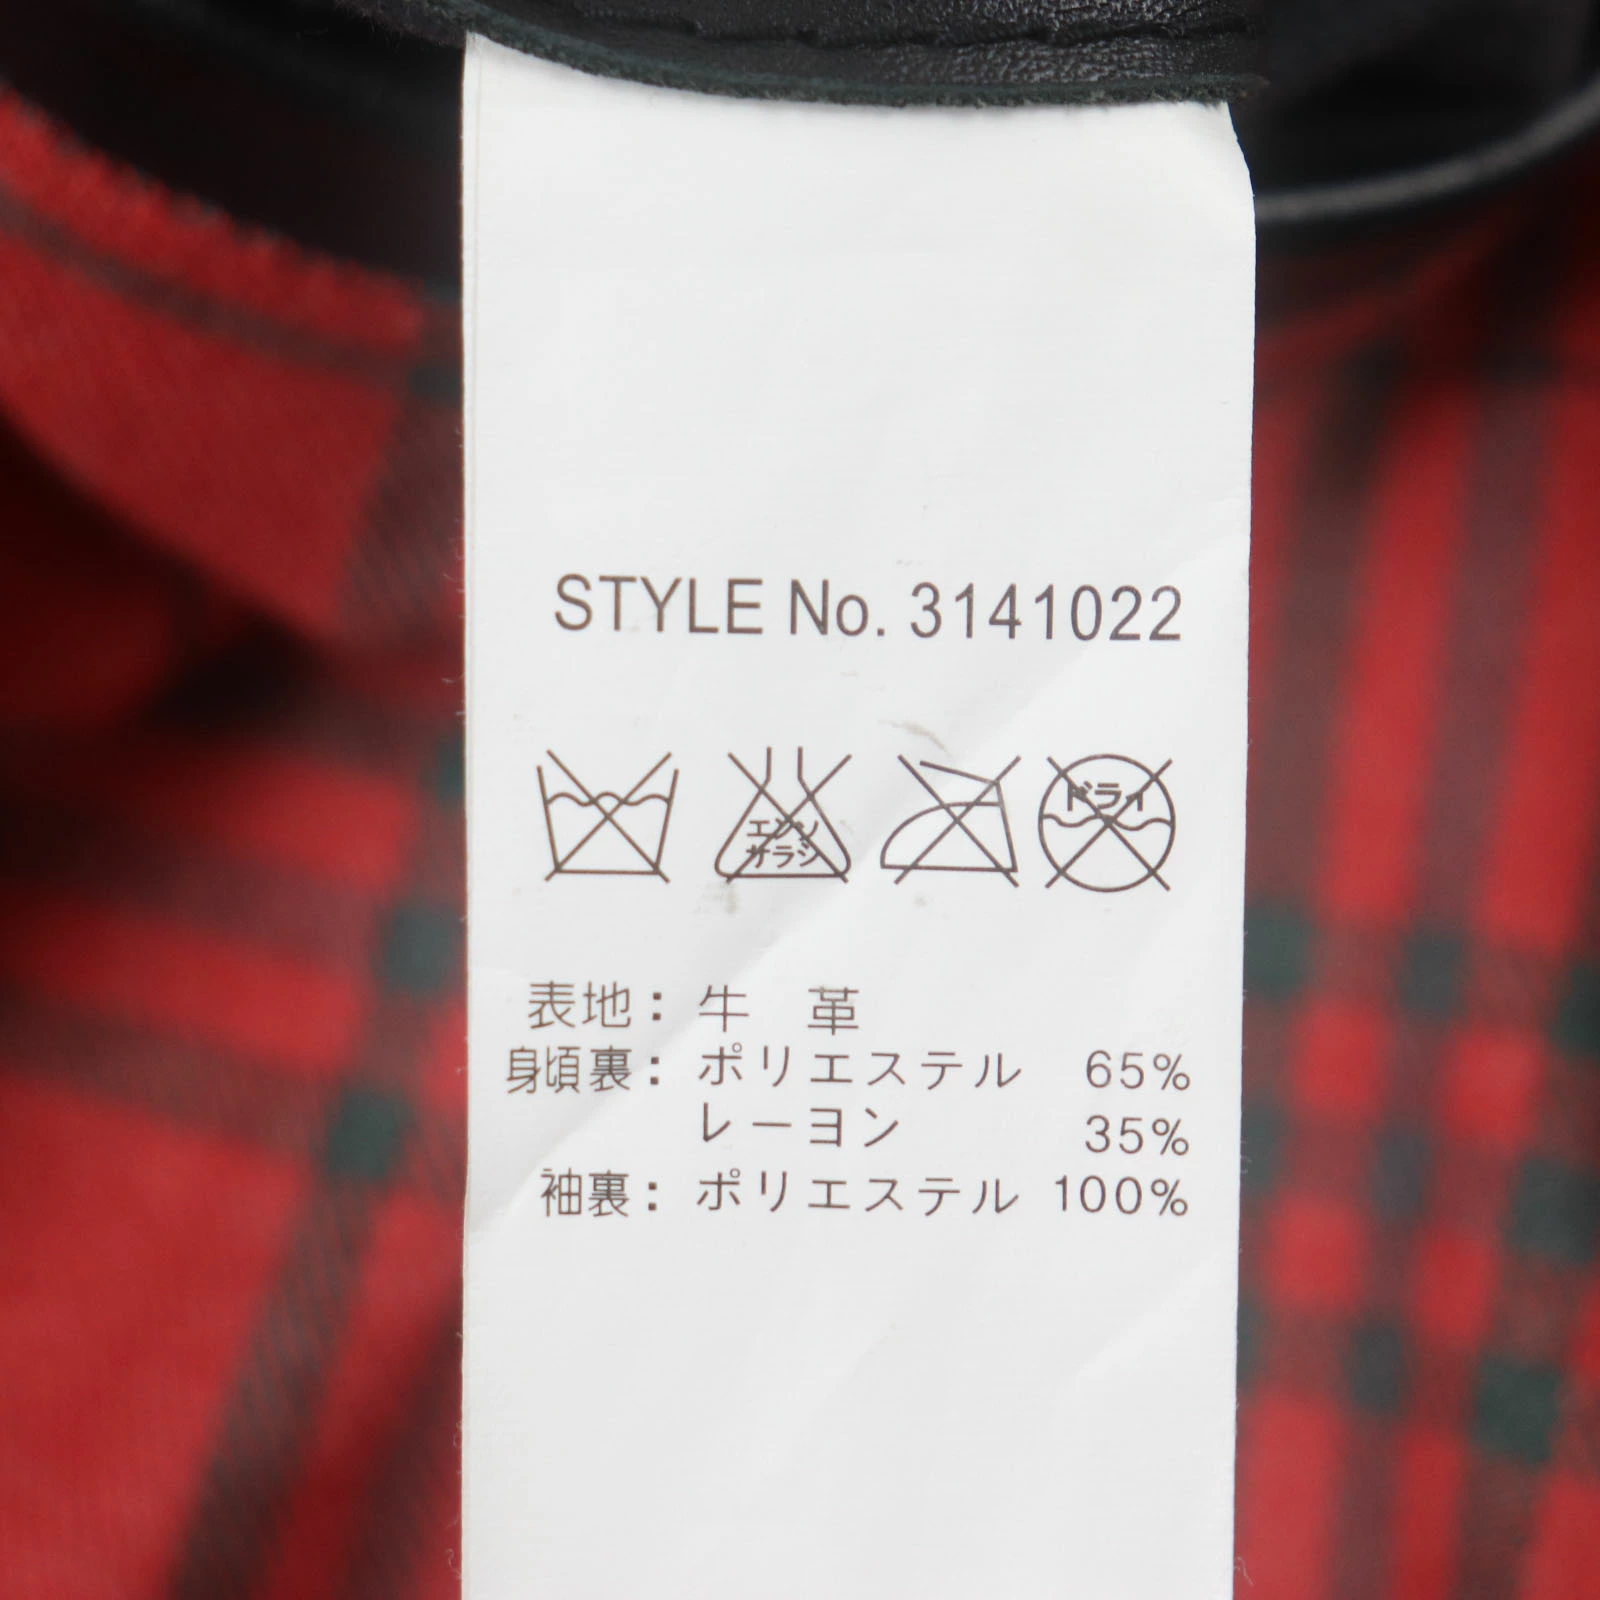 STYLE No. 3141022
エンソ
サラシ
ドライ
表地: 牛 革
身頃裏: ポリエステル 65%
レーヨン 35%
袖裏: ポリエステル 100%